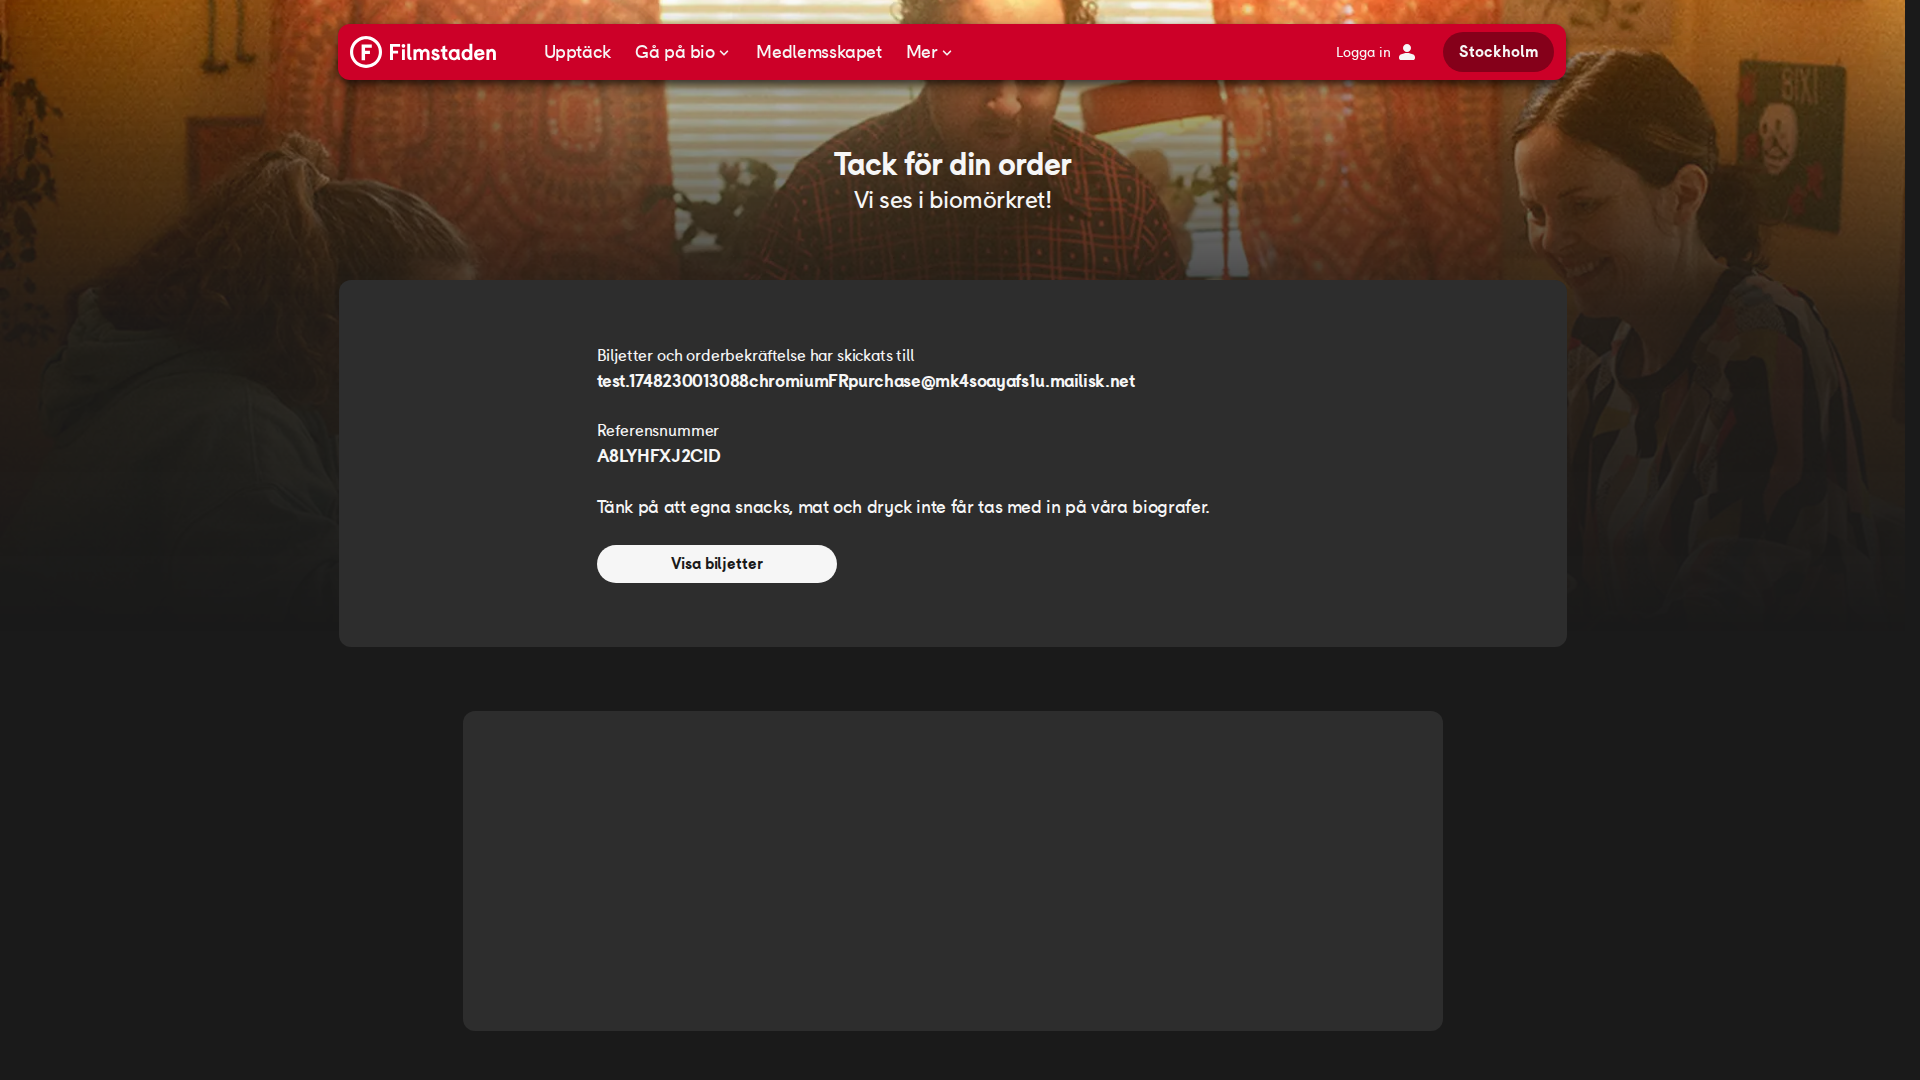 Filmstaden
Upptäck
Gå på bio
Medlemsskapet
Mer
Logga in
Stockholm
BIXI
Tack för din order
Vi ses i biomörkret!
Biljetter och orderbekräftelse har skickats till
test.1748230013088chromiumFRpurchase@mk4soayafs1u.mailisk.net
Referensnummer
A8LYHFXJ2CID
Tänk på att egna snacks, mat och dryck inte får tas med in på våra biografer.
Visa biljetter